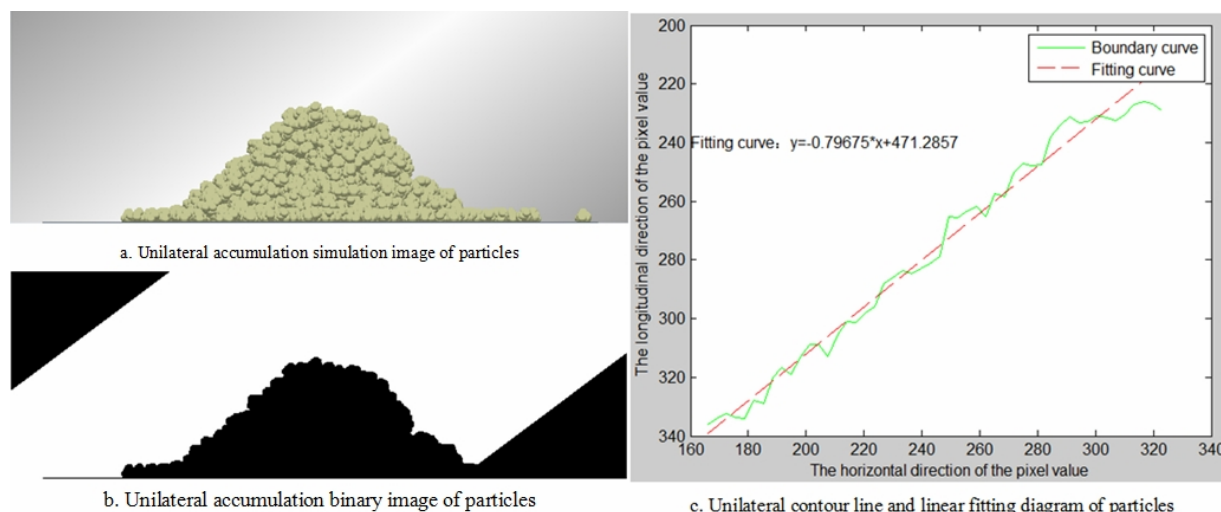 a. Unilateral accumulation simulation image of particles
b. Unilateral accumulation binary image of particles
200
220
240
260
280
300
320
340
The longitudinal direction of the pixel value
Boundary curve
Fitting curve
Fitting curve：y=-0.79675*x+471.2857
160 180 200 220 240 260 280 300 320 340
The horizontal direction of the pixel value
c. Unilateral contour line and linear fitting diagram of particles